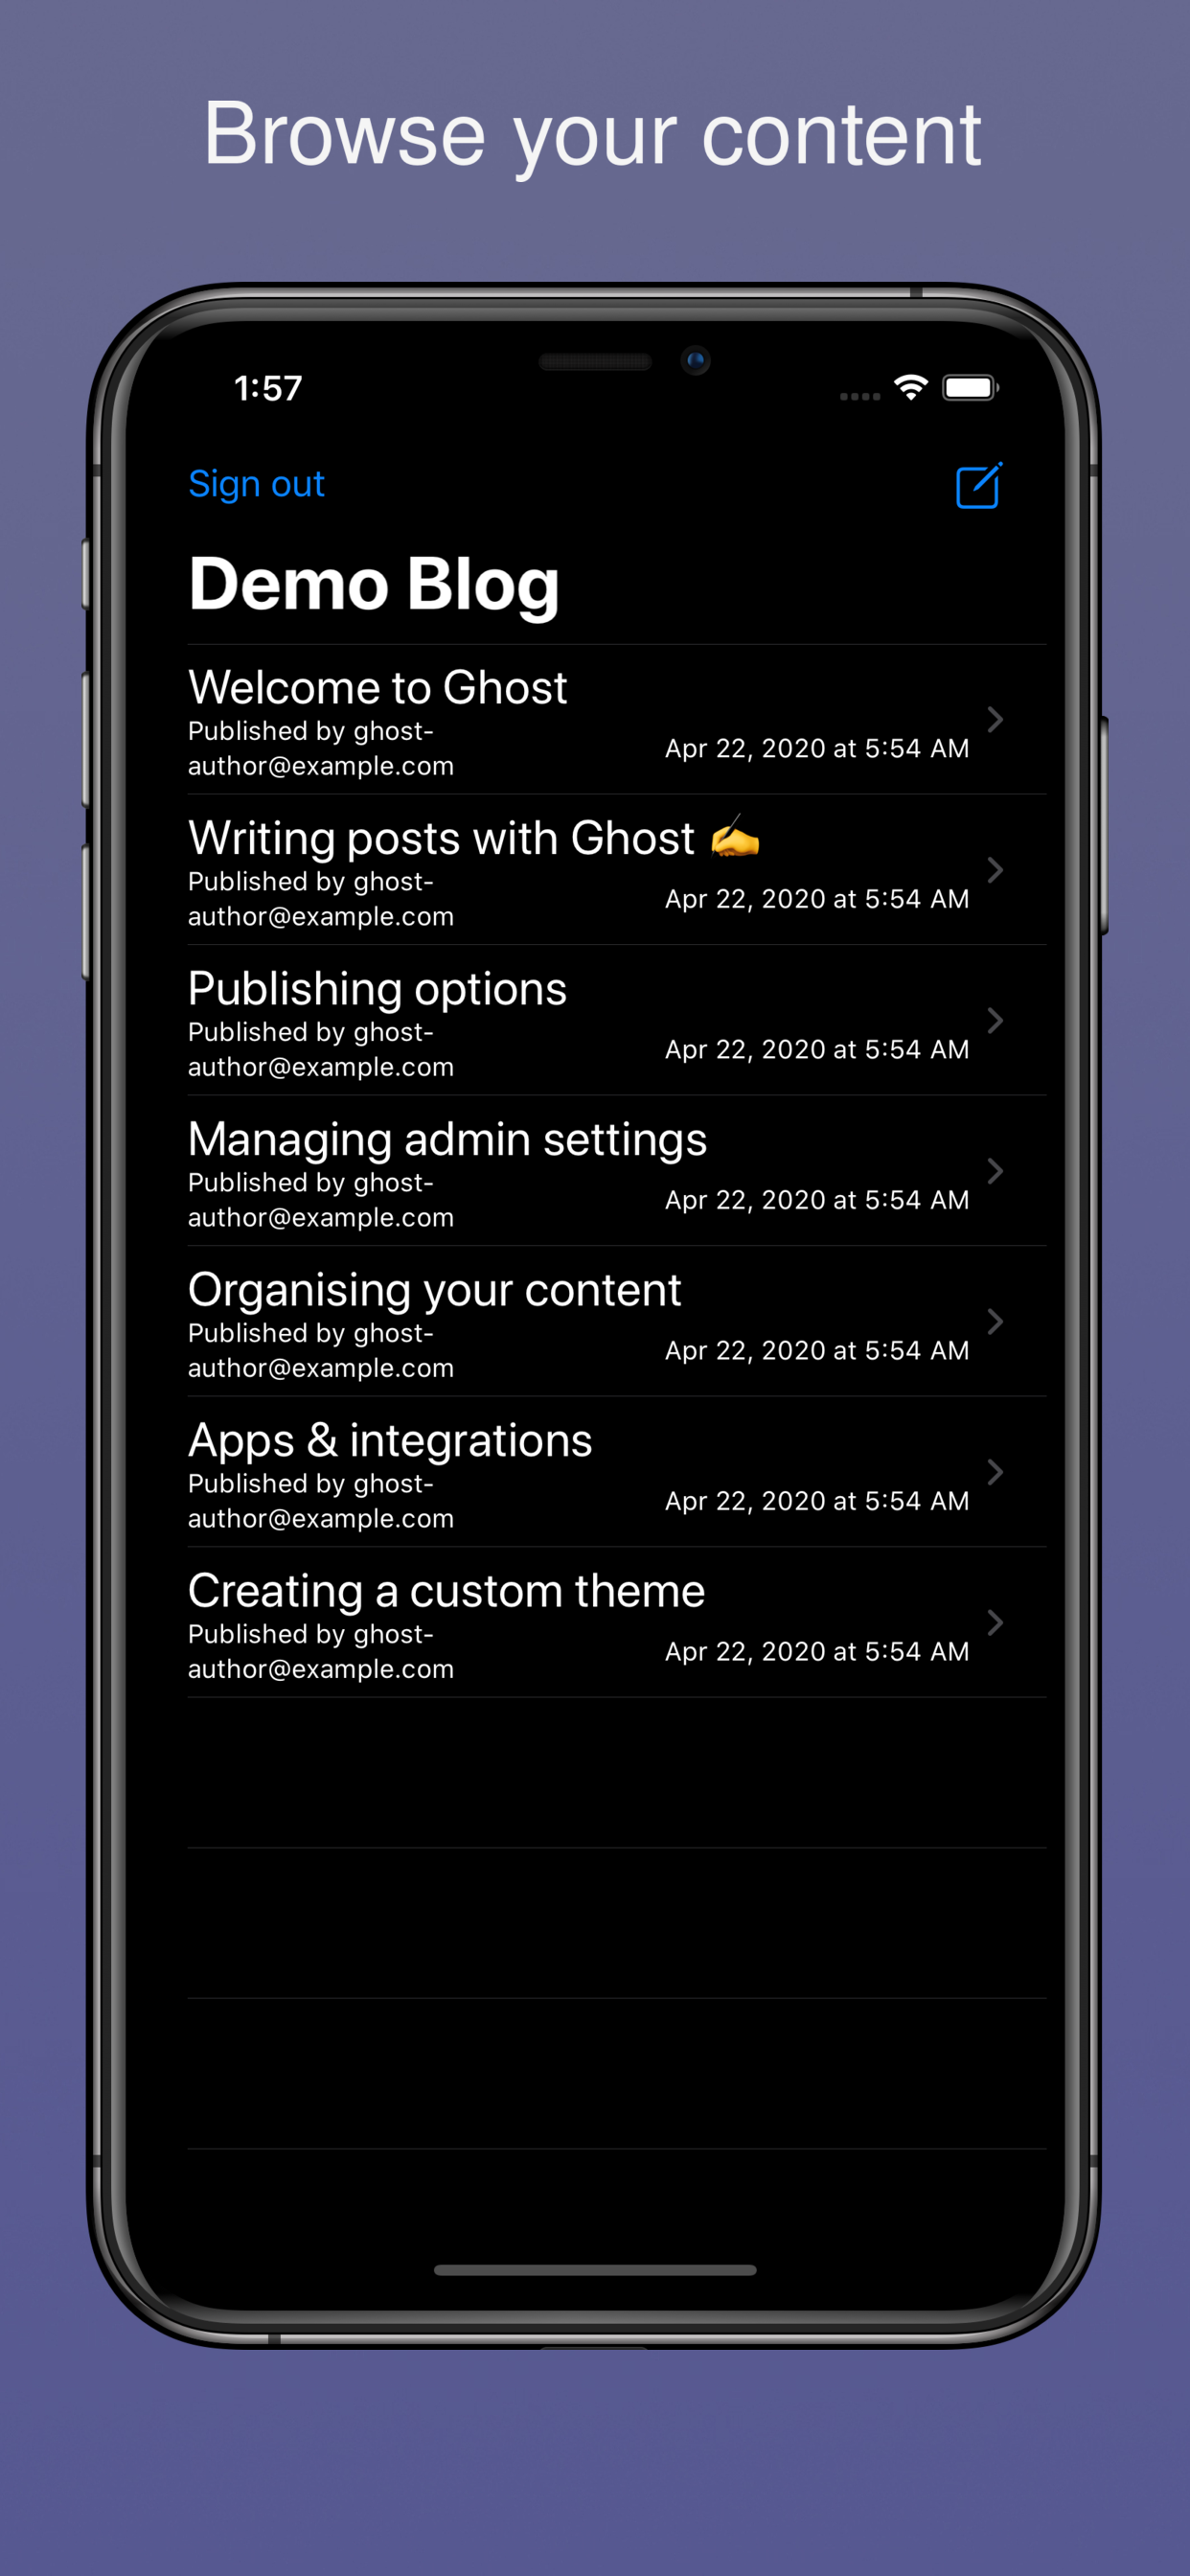 Browse your content
1:57
Sign out
Demo Blog
Welcome to Ghost
Published by ghost-
author@example.com
Apr 22, 2020 at 5:54 AM
Writing posts with Ghost ✍️
Published by ghost-
author@example.com
Apr 22, 2020 at 5:54 AM
Publishing options
Published by ghost-
author@example.com
Apr 22, 2020 at 5:54 AM
Managing admin settings
Published by ghost-
author@example.com
Apr 22, 2020 at 5:54 AM
Organising your content
Published by ghost-
author@example.com
Apr 22, 2020 at 5:54 AM
Apps & integrations
Published by ghost-
author@example.com
Apr 22, 2020 at 5:54 AM
Creating a custom theme
Published by ghost-
author@example.com
Apr 22, 2020 at 5:54 AM